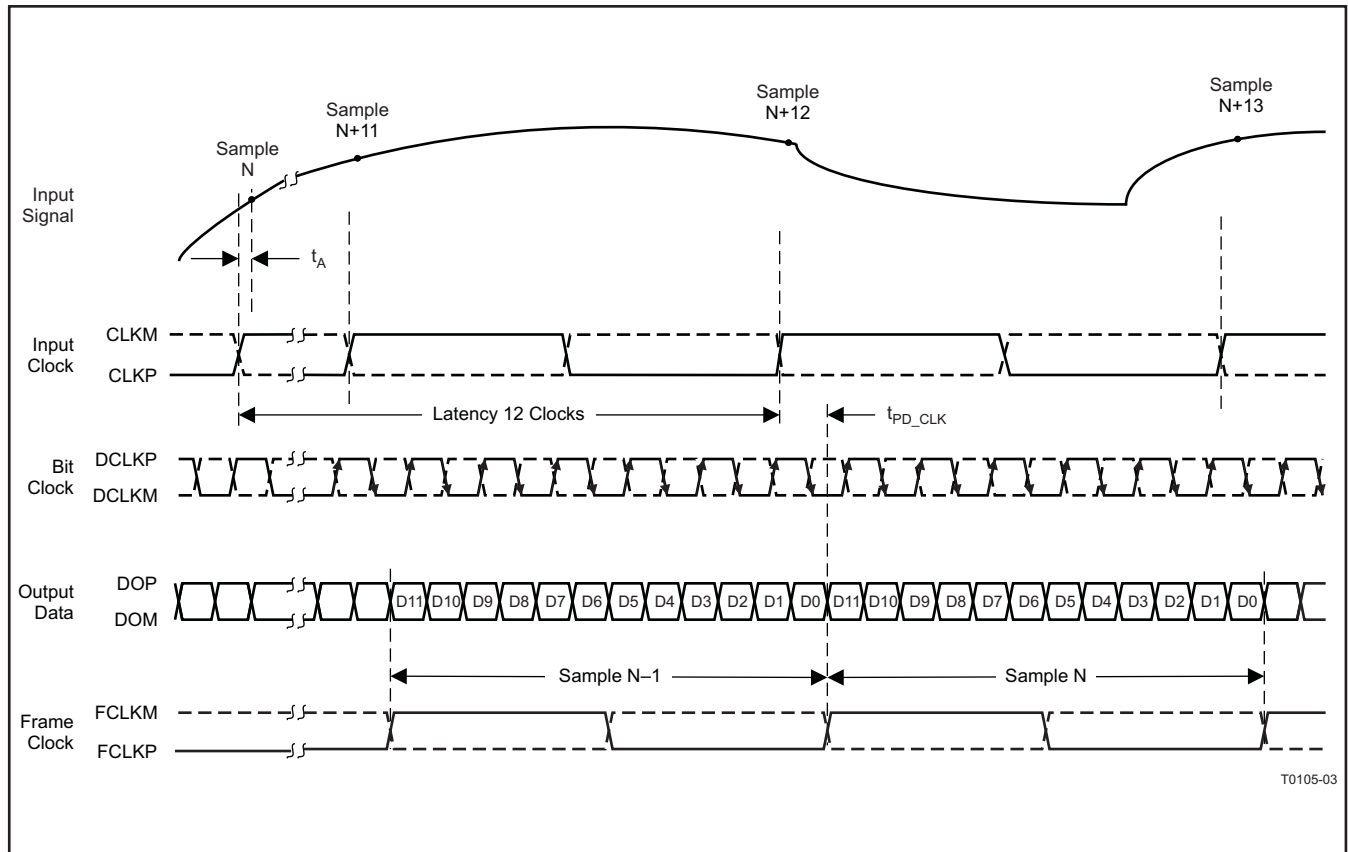 Sample
N
Sample
N+11
Sample
N+12
Sample
N+13
Input
Signal
tA
Input
Clock
CLKM
CLKP
Latency 12 Clocks
tPD_CLK
Bit
Clock
DCLKP
DCLKM
Output
Data
DOP
DOM
D11 D10 D9 D8 D7 D6 D5 D4 D3 D2 D1 D0 D11 D10 D9 D8 D7 D6 D5 D4 D3 D2 D1 D0
Sample N–1
Sample N
Frame
Clock
FCLKM
FCLKP
T0105-03